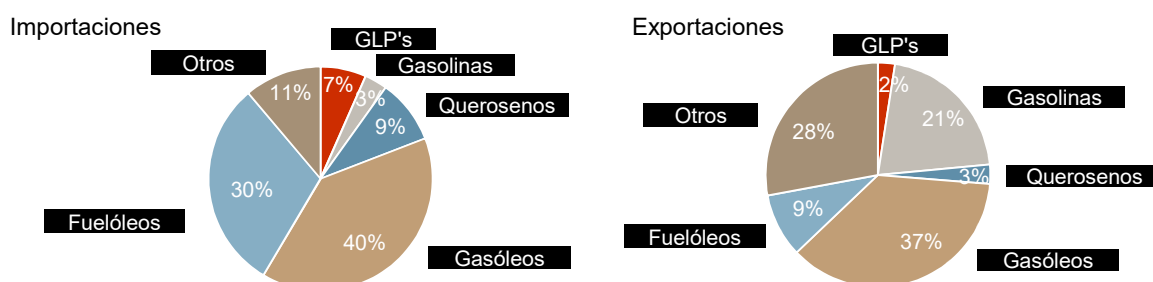 Importaciones
GLP's
Gasolinas
Querosenos
Gasóleos
Fuelóleos
Otros
7%
3%
9%
40%
30%
11%
Exportaciones
GLP's
Gasolinas
Querosenos
Gasóleos
Fuelóleos
Otros
2%
21%
3%
37%
9%
28%